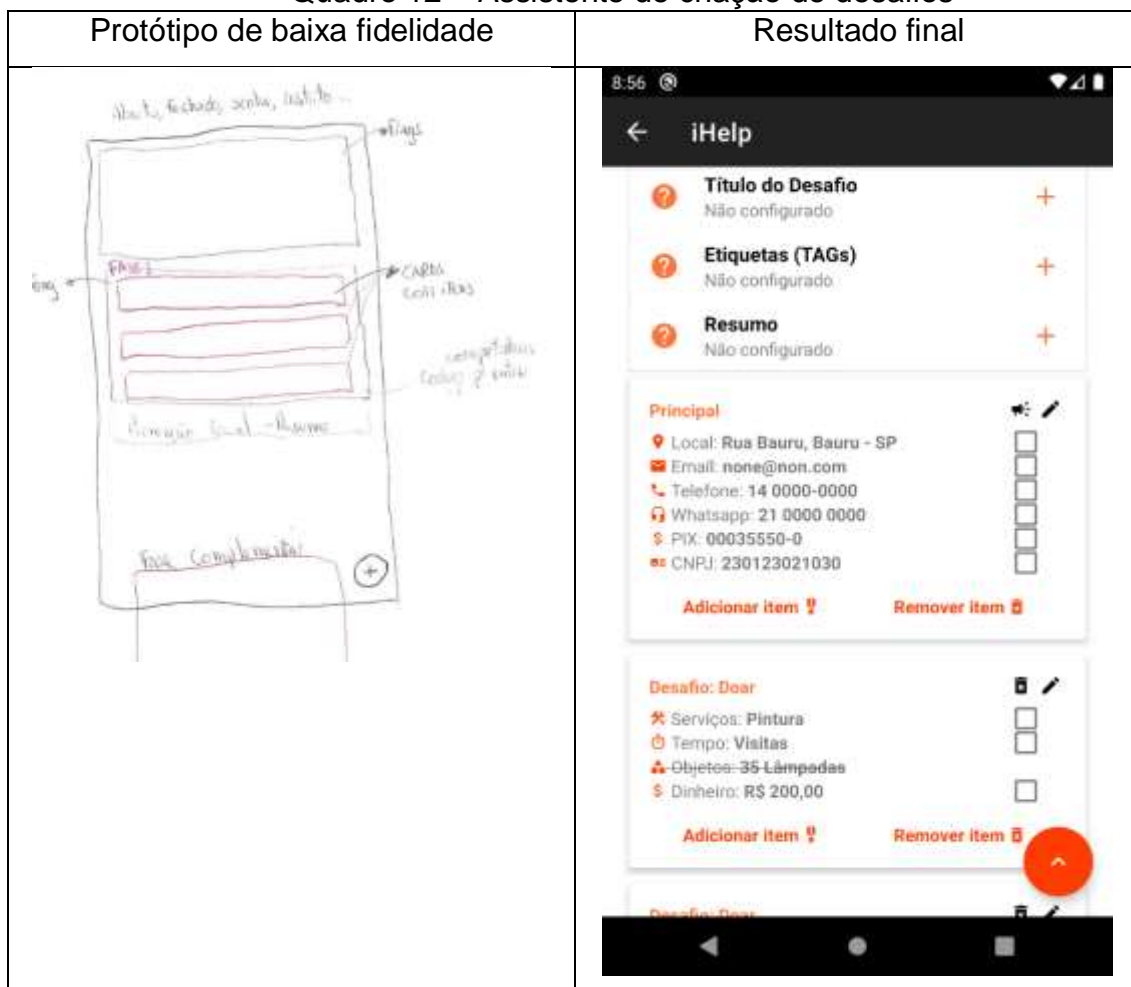 Quadro 12 – Assistente de criação de desafios
Protótipo de baixa fidelidade
Resultado final
fechado, senha,
Flags
FASE 1
CARDS
com itens
Resumo
Fase Complementar
+
8:56
iHelp
Título do Desafio
Não configurado
Etiquetas (TAGs)
Não configurado
Resumo
Não configurado
Principal
Local: Rua Bauru, Bauru - SP
Email: none@non.com
Telefone: 14 0000-0000
Whatsapp: 21 0000 0000
$ PIX: 00035550-0
CNPJ: 230123021030
Adicionar item Remover item
Desafio: Doar
Serviços: Pintura
Tempo: Visitas
Objetos: 35 Lâmpadas
$ Dinheiro: R$ 200,00
Adicionar item Remover item
Desafio: Doar